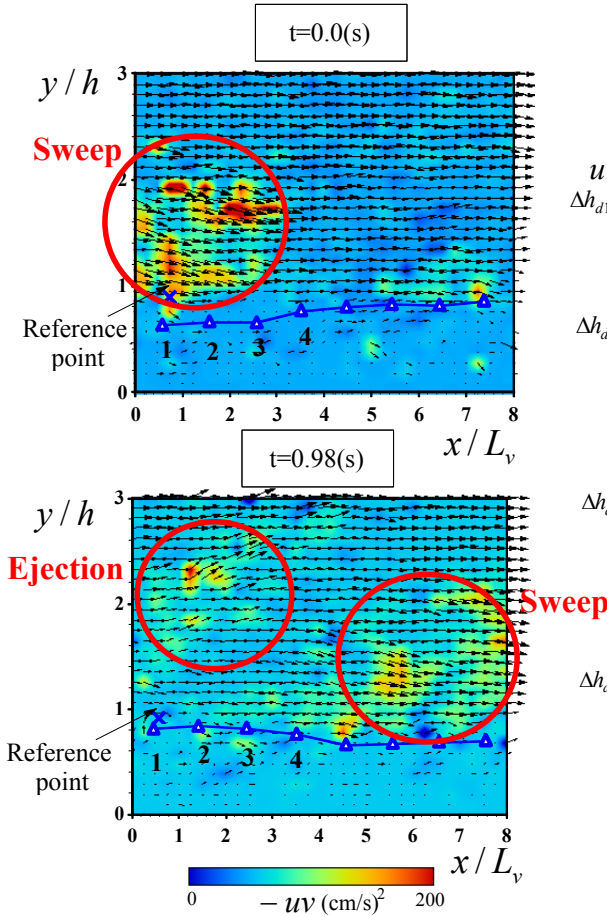 t=0.0(s)
y / h
3
Sweep
2
1
Reference
point
0
1 2 3 4
0 1 2 3 4 5 6 7 8
x / L_v
u
Δh_d1
Δh_d
t=0.98(s)
y / h
3
Ejection
2
Sweep
1
Reference
point
0
1 2 3 4
0 1 2 3 4 5 6 7 8
x / L_v
0 − uv (cm/s)² 200